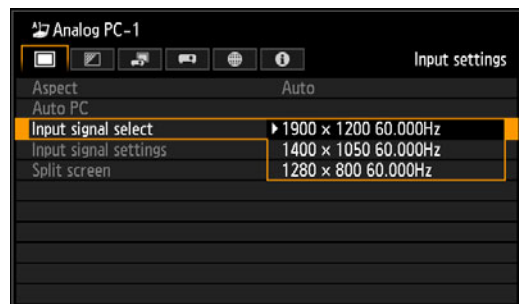 Analog PC-1
Input settings
Aspect Auto
Auto PC
Input signal select 1900 × 1200 60.000Hz
Input signal settings 1400 × 1050 60.000Hz
Split screen 1280 × 800 60.000Hz